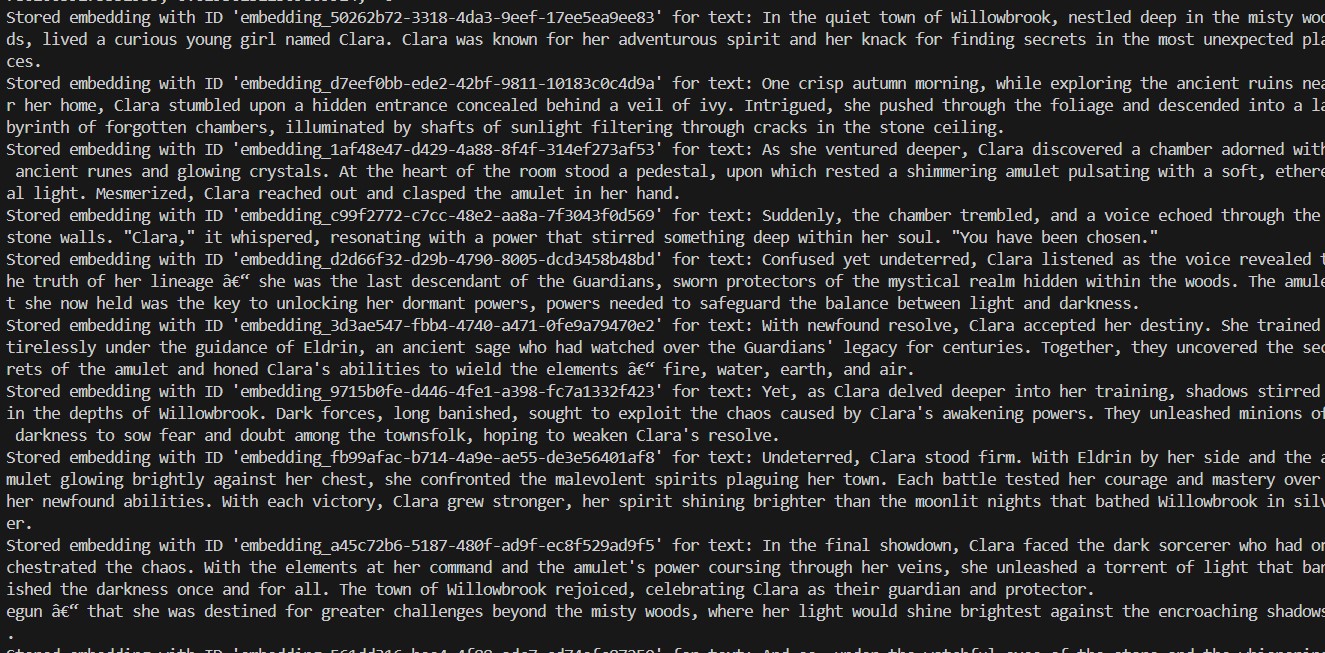 Stored embedding with ID 'embedding_50262b72-3318-4da3-9eef-17ee5ea9ee83' for text: In the quiet town of Willowbrook, nestled deep in the misty woo
ds, lived a curious young girl named Clara. Clara was known for her adventurous spirit and her knack for finding secrets in the most unexpected pla
ces.
Stored embedding with ID 'embedding_d7eef0bb-ede2-42bf-9811-10183c0c4d9a' for text: One crisp autumn morning, while exploring the ancient ruins nea
r her home, Clara stumbled upon a hidden entrance concealed behind a veil of ivy. Intrigued, she pushed through the foliage and descended into a la
byrinth of forgotten chambers, illuminated by shafts of sunlight filtering through cracks in the stone ceiling.
Stored embedding with ID 'embedding_1af48e47-d429-4a88-8f4f-314ef273af53' for text: As she ventured deeper, Clara discovered a chamber adorned with
ancient runes and glowing crystals. At the heart of the room stood a pedestal, upon which rested a shimmering amulet pulsating with a soft, ethere
al light. Mesmerized, Clara reached out and clasped the amulet in her hand.
Stored embedding with ID 'embedding_c99f2772-c7cc-48e2-aa8a-7f3043f0d569' for text: Suddenly, the chamber trembled, and a voice echoed through the
stone walls. "Clara," it whispered, resonating with a power that stirred something deep within her soul. "You have been chosen."
Stored embedding with ID 'embedding_d2d66f32-d29b-4790-8005-dcd3458b48bd' for text: Confused yet undeterred, Clara listened as the voice revealed t
he truth of her lineage â€“ she was the last descendant of the Guardians, sworn protectors of the mystical realm hidden within the woods. The amule
t she now held was the key to unlocking her dormant powers, powers needed to safeguard the balance between light and darkness.
Stored embedding with ID 'embedding_3d3ae547-fbb4-4740-a471-0fe9a79470e2' for text: With newfound resolve, Clara accepted her destiny. She trained
tirelessly under the guidance of Eldrin, an ancient sage who had watched over the Guardians' legacy for centuries. Together, they uncovered the sec
rets of the amulet and honed Clara's abilities to wield the elements â€“ fire, water, earth, and air.
Stored embedding with ID 'embedding_9715b0fe-d446-4fe1-a398-fc7a1332f423' for text: Yet, as Clara delved deeper into her training, shadows stirred
in the depths of Willowbrook. Dark forces, long banished, sought to exploit the chaos caused by Clara's awakening powers. They unleashed minions of
darkness to sow fear and doubt among the townsfolk, hoping to weaken Clara's resolve.
Stored embedding with ID 'embedding_fb99afac-b714-4a9e-ae55-de3e56401af8' for text: Undeterred, Clara stood firm. With Eldrin by her side and the a
mulet glowing brightly against her chest, she confronted the malevolent spirits plaguing her town. Each battle tested her courage and mastery over
her newfound abilities. With each victory, Clara grew stronger, her spirit shining brighter than the moonlit nights that bathed Willowbrook in silv
er.
Stored embedding with ID 'embedding_a45c72b6-5187-480f-ad9f-ec8f529ad9f5' for text: In the final showdown, Clara faced the dark sorcerer who had or
chestrated the chaos. With the elements at her command and the amulet's power coursing through her veins, she unleashed a torrent of light that ban
ished the darkness once and for all. The town of Willowbrook rejoiced, celebrating Clara as their guardian and protector.
egun â€“ that she was destined for greater challenges beyond the misty woods, where her light would shine brightest against the encroaching shadows
.